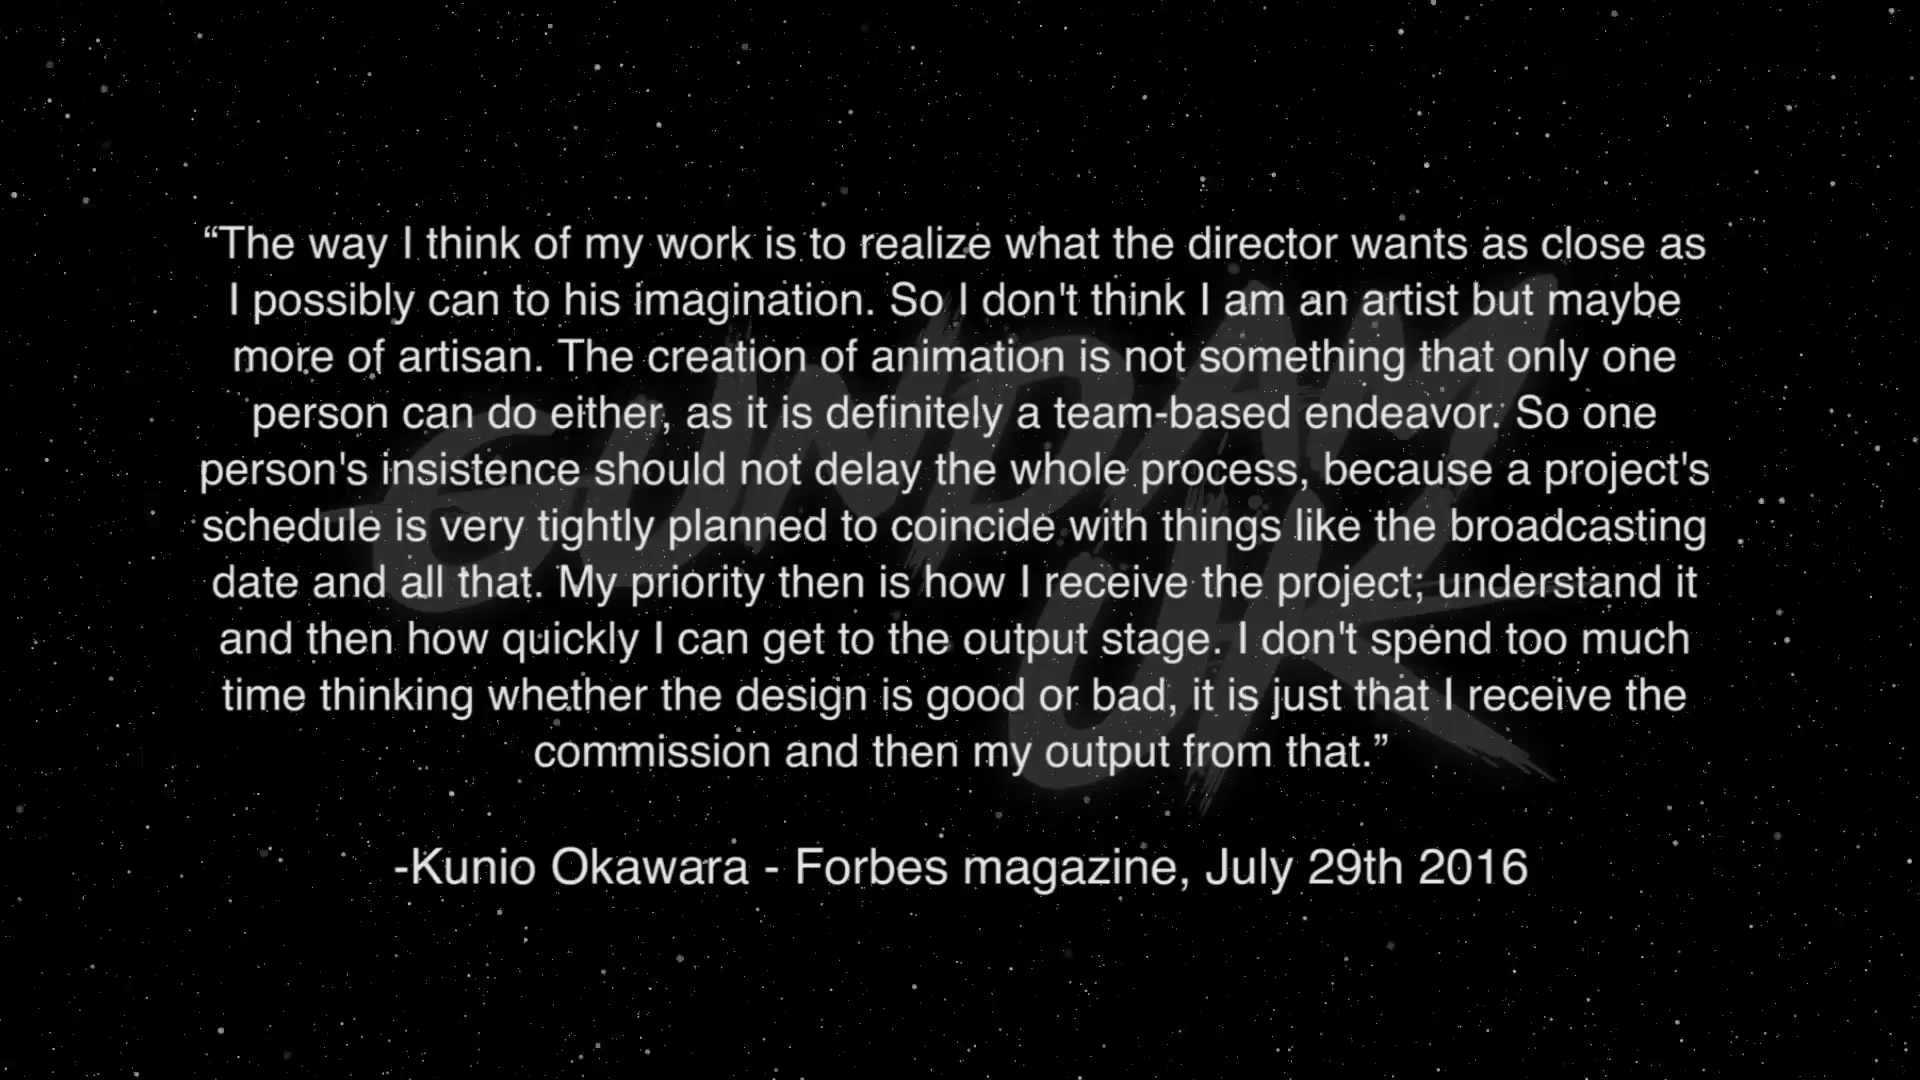 “The way I think of my work is to realize what the director wants as close as
I possibly can to his imagination. So I don't think I am an artist but maybe
more of artisan. The creation of animation is not something that only one
person can do either, as it is definitely a team-based endeavor. So one
person's insistence should not delay the whole process, because a project's
schedule is very tightly planned to coincide with things like the broadcasting
date and all that. My priority then is how I receive the project; understand it
and then how quickly I can get to the output stage. I don't spend too much
time thinking whether the design is good or bad, it is just that I receive the
commission and then my output from that.”
-Kunio Okawara - Forbes magazine, July 29th 2016
GUNDAM
UK